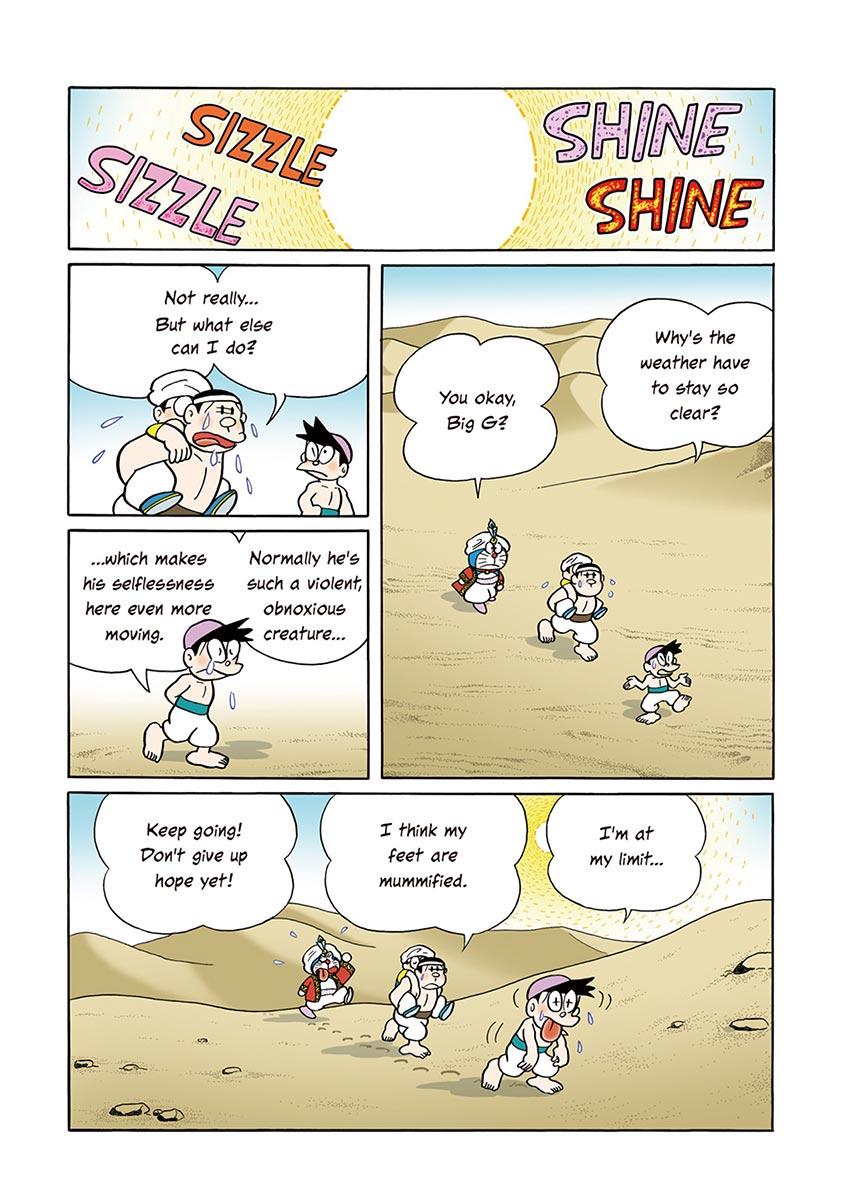 SHINE
SHINE
SIZZLE
SIZZLE
Why's the
weather have
to stay so
clear?
You okay,
Big G?
Not really...
But what else
can I do?
Normally he's
such a violent,
obnoxious
creature...
...which makes
his selflessness
here even more
moving.
I'm at
my limit...
I think my
feet are
mummified.
Keep going!
Don't give up
hope yet!